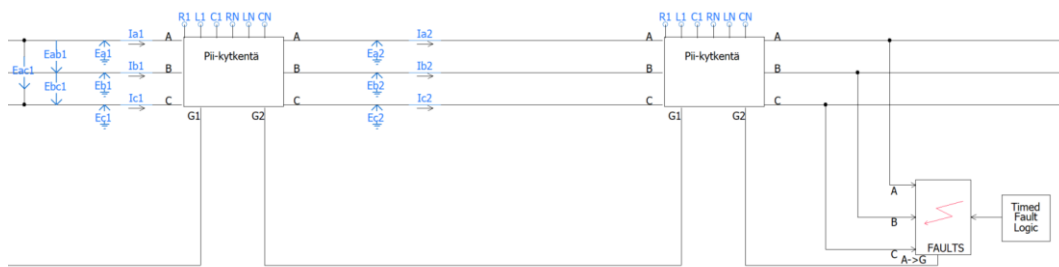 R1 L1 C1 RN LN CN
R1 L1 C1 RN LN CN
Ia1
A
Pii-kytkentä
A
Ia2
A
Pii-kytkentä
A
Eab1
Ea1
Ea2
Eac1
Ib1
B
B
Ib2
B
B
Ebc1
Eb1
Eb2
Ic1
C
C
Ic2
C
C
Ec1
G1
G2
Ec2
G1
G2
A
B
C
FAULTS
A->G
Timed
Fault
Logic